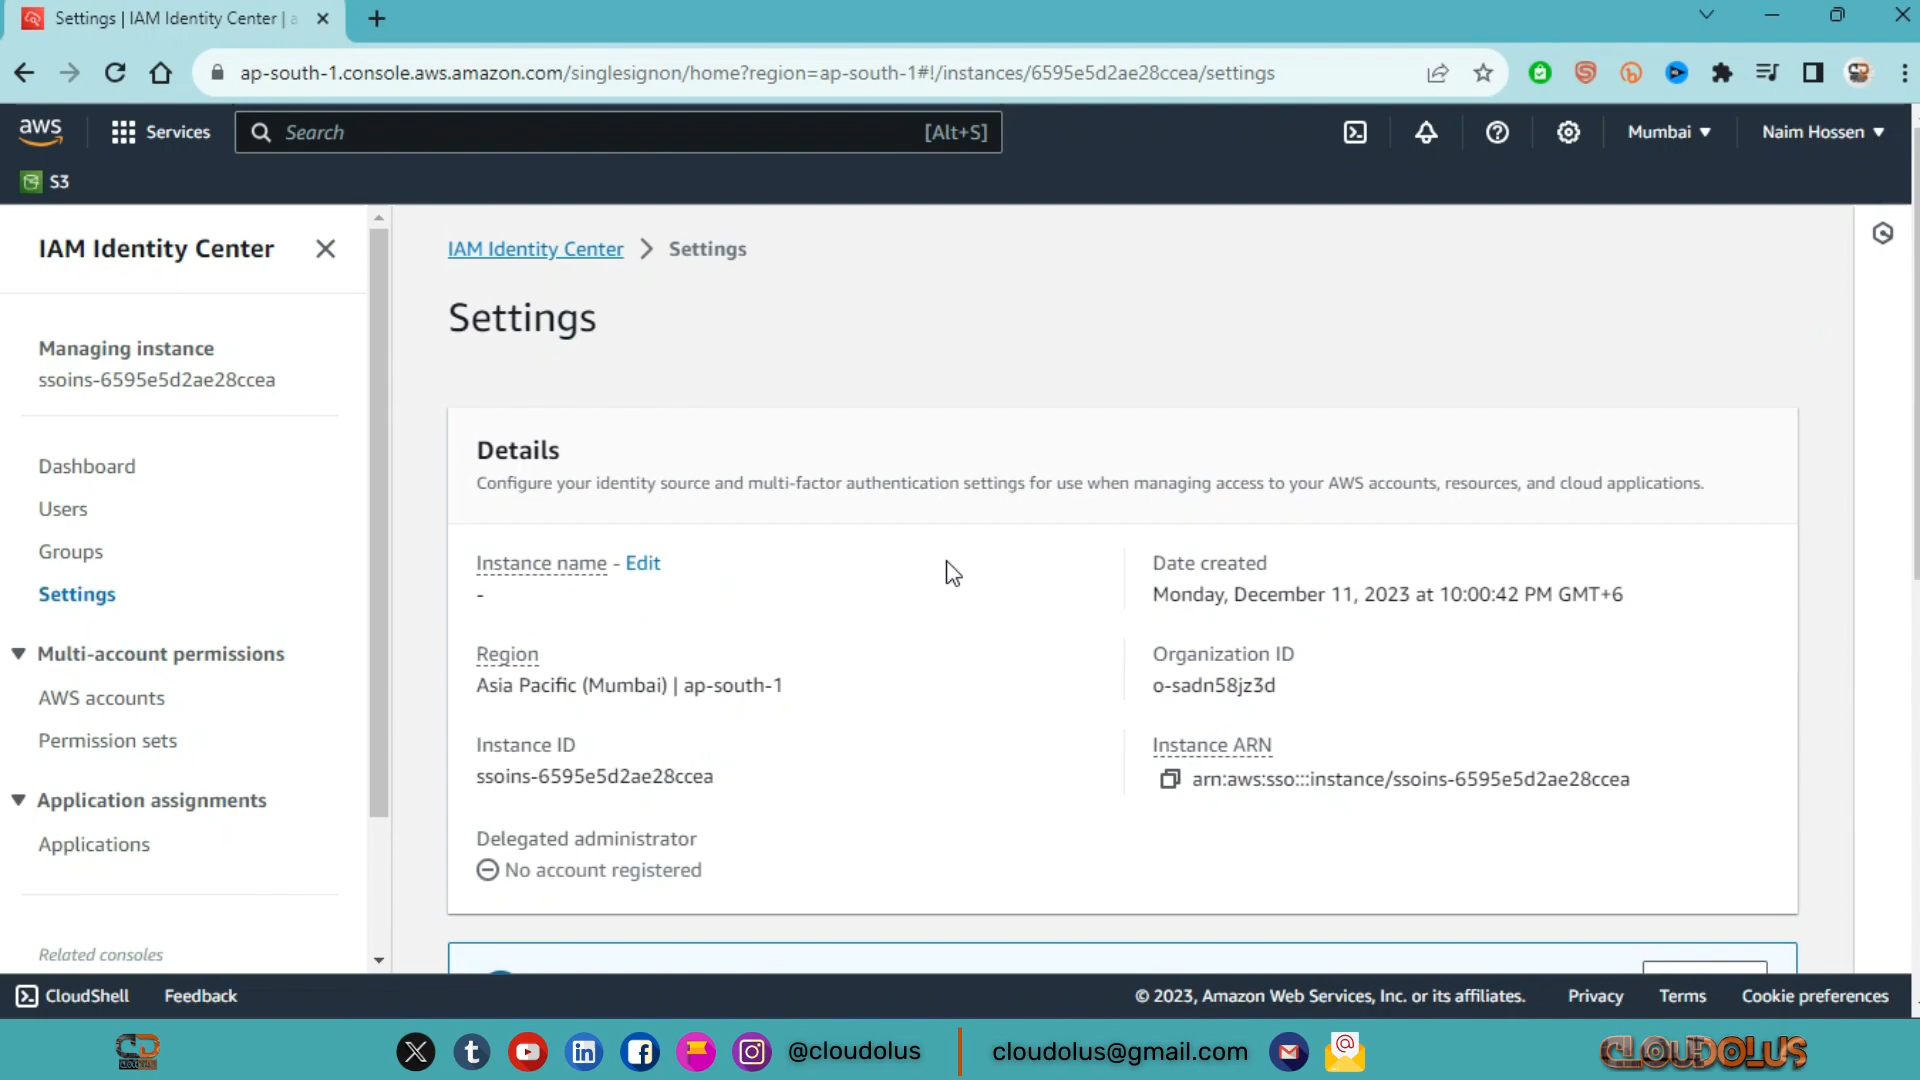 Settings | IAM Identity Center | a
ap-south-1.console.aws.amazon.com/singlesignon/home?region=ap-south-1#!/instances/6595e5d2ae28ccea/settings
aws
Services
Search
[Alt+S]
Mumbai
Naim Hossen
S3
IAM Identity Center
Managing instance
ssoins-6595e5d2ae28ccea
Dashboard
Users
Groups
Settings
Multi-account permissions
AWS accounts
Permission sets
Application assignments
Applications
Related consoles
IAM Identity Center > Settings
Settings
Details
Configure your identity source and multi-factor authentication settings for use when managing access to your AWS accounts, resources, and cloud applications.
Instance name - Edit
-
Date created
Monday, December 11, 2023 at 10:00:42 PM GMT+6
Region
Asia Pacific (Mumbai) | ap-south-1
Organization ID
o-sadn58jz3d
Instance ID
ssoins-6595e5d2ae28ccea
Instance ARN
arn:aws:sso:::instance/ssoins-6595e5d2ae28ccea
Delegated administrator
No account registered
CloudShell
Feedback
© 2023, Amazon Web Services, Inc. or its affiliates.
Privacy
Terms
Cookie preferences
@cloudolus
cloudolus@gmail.com
CLOUDOLUS